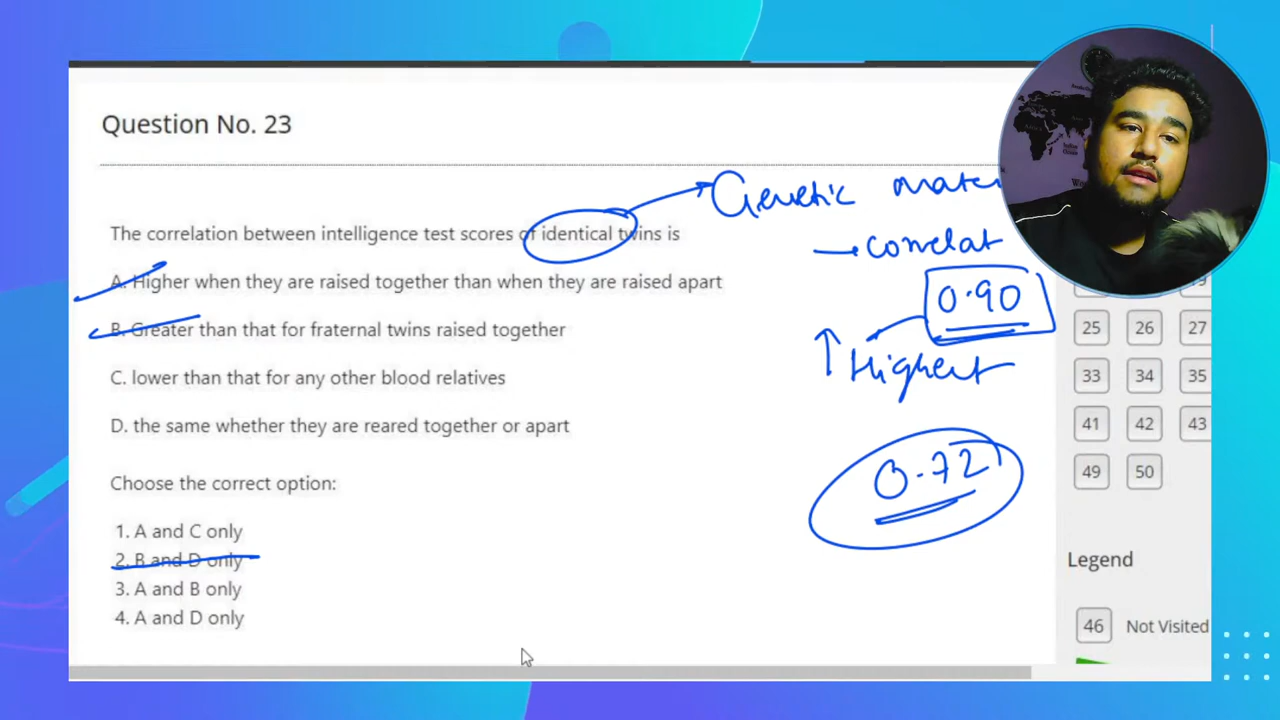 Question No. 23
Genetic mater
The correlation between intelligence test scores of identical twins is
→ correlat
A. Higher when they are raised together than when they are raised apart
0.90
B. Greater than that for fraternal twins raised together
↑ Highest
C. lower than that for any other blood relatives
D. the same whether they are reared together or apart
0.72
Choose the correct option:
1. A and C only
2. B and D only
3. A and B only
4. A and D only
25 26 27
33 34 35
41 42 43
49 50
Legend
46 Not Visited